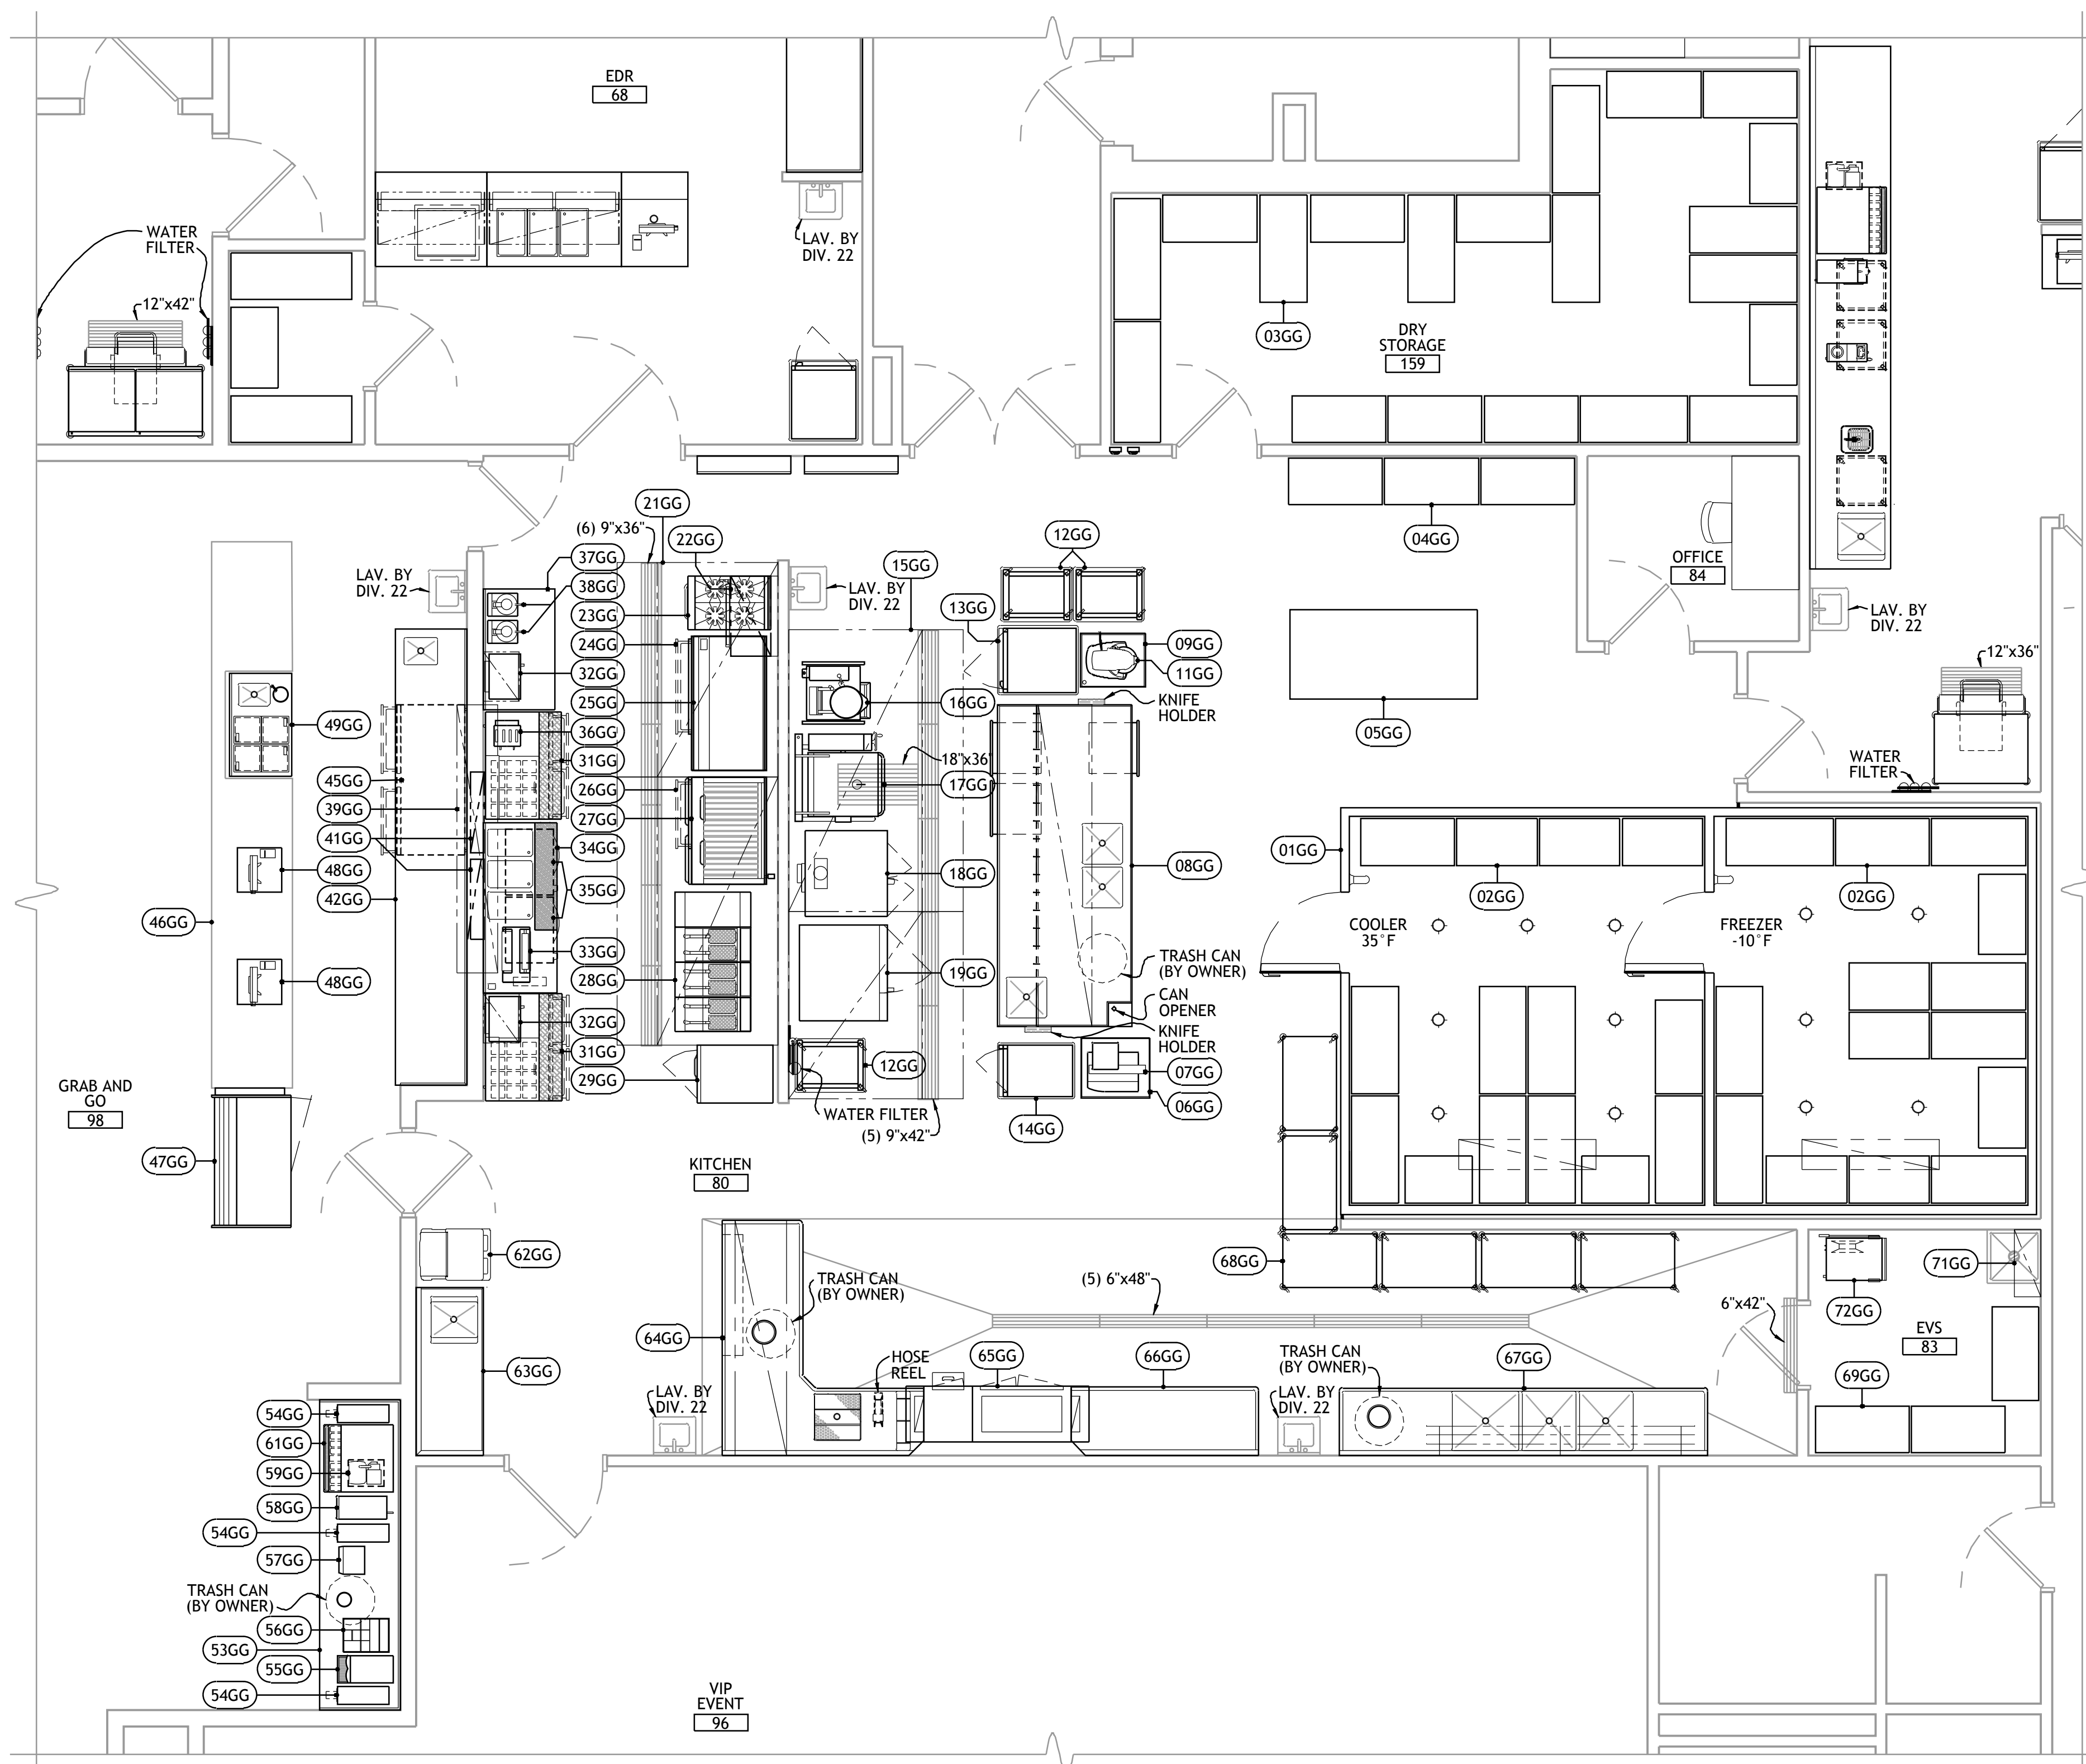 EDR
68
WATER
FILTER
LAV. BY
DIV. 22
12"x42"
03GG
DRY
STORAGE
159
21GG
(6) 9"x36"
22GG
12GG
04GG
37GG
15GG
OFFICE
84
LAV. BY
DIV. 22
38GG
LAV. BY
DIV. 22
13GG
LAV. BY
DIV. 22
23GG
24GG
09GG
12"x36"
32GG
11GG
25GG
16GG
KNIFE
HOLDER
49GG
36GG
05GG
31GG
18"x36"
WATER
FILTER
45GG
26GG
17GG
39GG
27GG
41GG
34GG
01GG
48GG
35GG
18GG
08GG
42GG
02GG
02GG
46GG
COOLER
35°F
FREEZER
-10°F
33GG
TRASH CAN
(BY OWNER)
48GG
28GG
19GG
CAN
OPENER
32GG
KNIFE
HOLDER
31GG
12GG
29GG
07GG
GRAB AND
GO
98
WATER FILTER
06GG
(5) 9"x42"
14GG
47GG
KITCHEN
80
62GG
68GG
71GG
TRASH CAN
(BY OWNER)
(5) 6"x48"
6"x42"
72GG
64GG
EVS
83
HOSE
REEL
65GG
66GG
TRASH CAN
(BY OWNER)
67GG
63GG
69GG
LAV. BY
DIV. 22
LAV. BY
DIV. 22
54GG
61GG
59GG
58GG
54GG
57GG
TRASH CAN
(BY OWNER)
56GG
53GG
55GG
54GG
VIP
EVENT
96